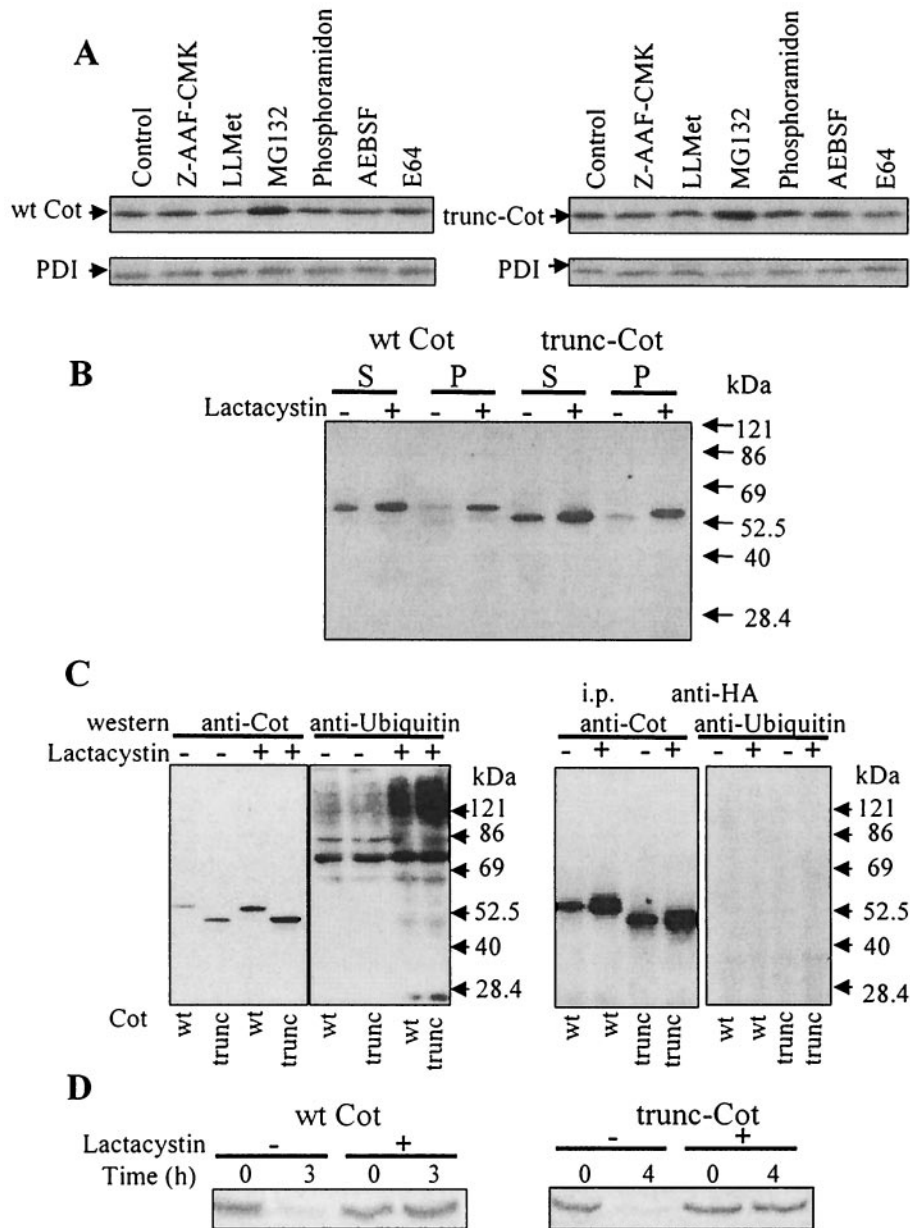 A
Control Z-AAF-CMK LLMet MG132 Phosphoramidon AEBSF E64
Control Z-AAF-CMK LLMet MG132 Phosphoramidon AEBSF E64
wt Cot
trunc-Cot
PDI
PDI
B
wt Cot trunc-Cot
S P S P kDa
Lactacystin - + - + - + - +
121
86
69
52.5
40
28.4
C
western anti-Cot anti-Ubiquitin
Lactacystin - - + + - - + +
kDa
121
86
69
52.5
40
28.4
Cot wt trunc wt trunc wt trunc wt trunc
i.p. anti-HA
anti-Cot anti-Ubiquitin
- + - + - + - +
kDa
121
86
69
52.5
40
28.4
wt wt trunc trunc wt wt trunc trunc
D
wt Cot
Lactacystin - +
Time (h) 0 3 0 3
trunc-Cot
- +
0 4 0 4